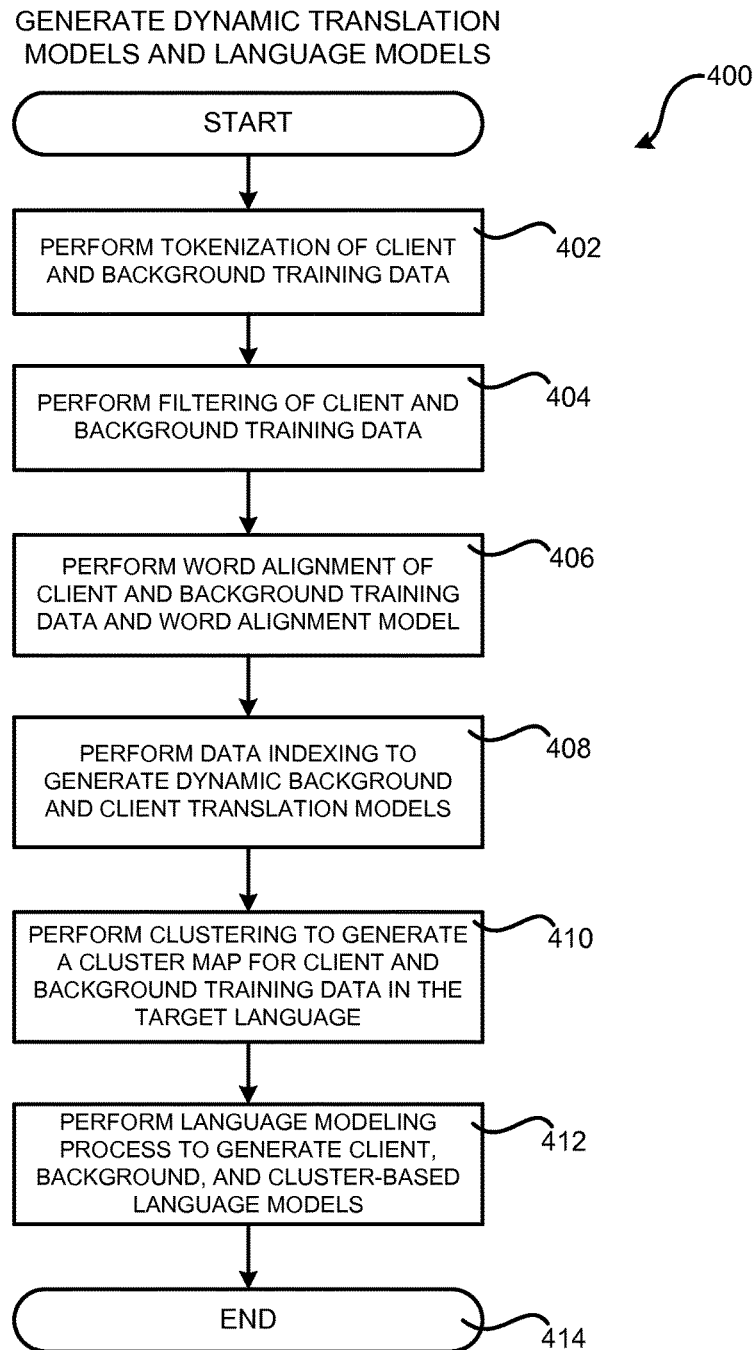 GENERATE DYNAMIC TRANSLATION
MODELS AND LANGUAGE MODELS
400
START
PERFORM TOKENIZATION OF CLIENT
AND BACKGROUND TRAINING DATA
402
PERFORM FILTERING OF CLIENT AND
BACKGROUND TRAINING DATA
404
PERFORM WORD ALIGNMENT OF
CLIENT AND BACKGROUND TRAINING
DATA AND WORD ALIGNMENT MODEL
406
PERFORM DATA INDEXING TO
GENERATE DYNAMIC BACKGROUND
AND CLIENT TRANSLATION MODELS
408
PERFORM CLUSTERING TO GENERATE
A CLUSTER MAP FOR CLIENT AND
BACKGROUND TRAINING DATA IN THE
TARGET LANGUAGE
410
PERFORM LANGUAGE MODELING
PROCESS TO GENERATE CLIENT,
BACKGROUND, AND CLUSTER-BASED
LANGUAGE MODELS
412
END
414